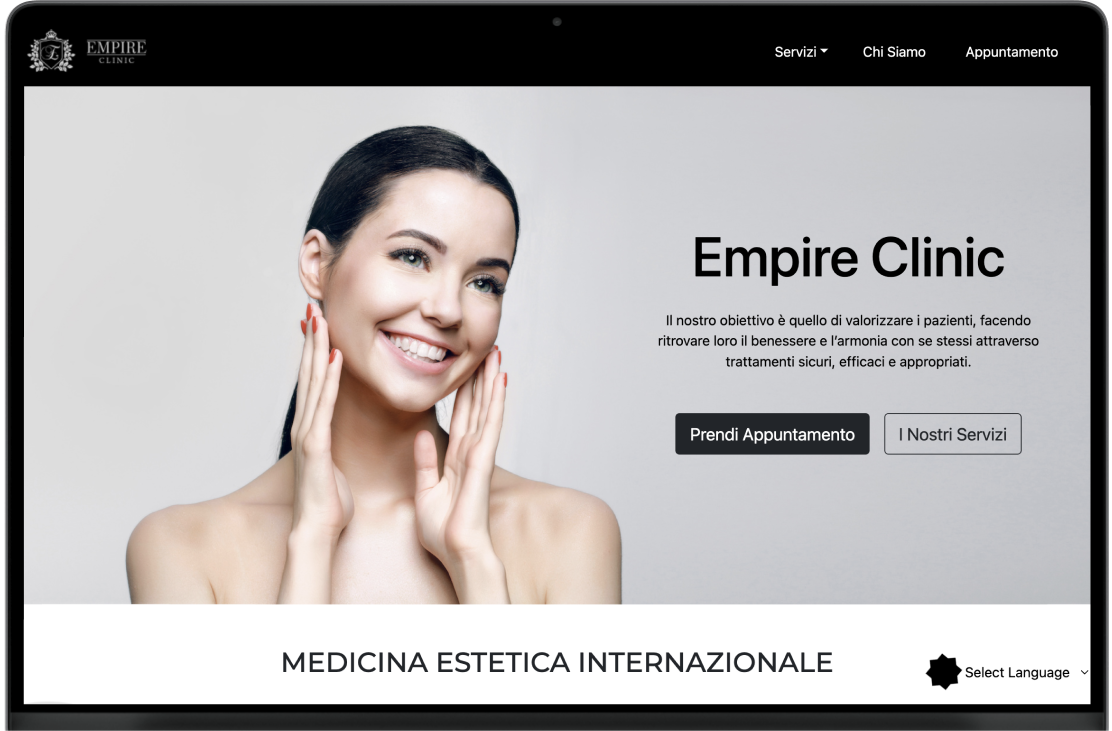 EMPIRE
CLINIC
Servizi
Chi Siamo
Appuntamento
Empire Clinic
Il nostro obiettivo è quello di valorizzare i pazienti, facendo
ritrovare loro il benessere e l'armonia con se stessi attraverso
trattamenti sicuri, efficaci e appropriati.
Prendi Appuntamento
I Nostri Servizi
MEDICINA ESTETICA INTERNAZIONALE
Select Language